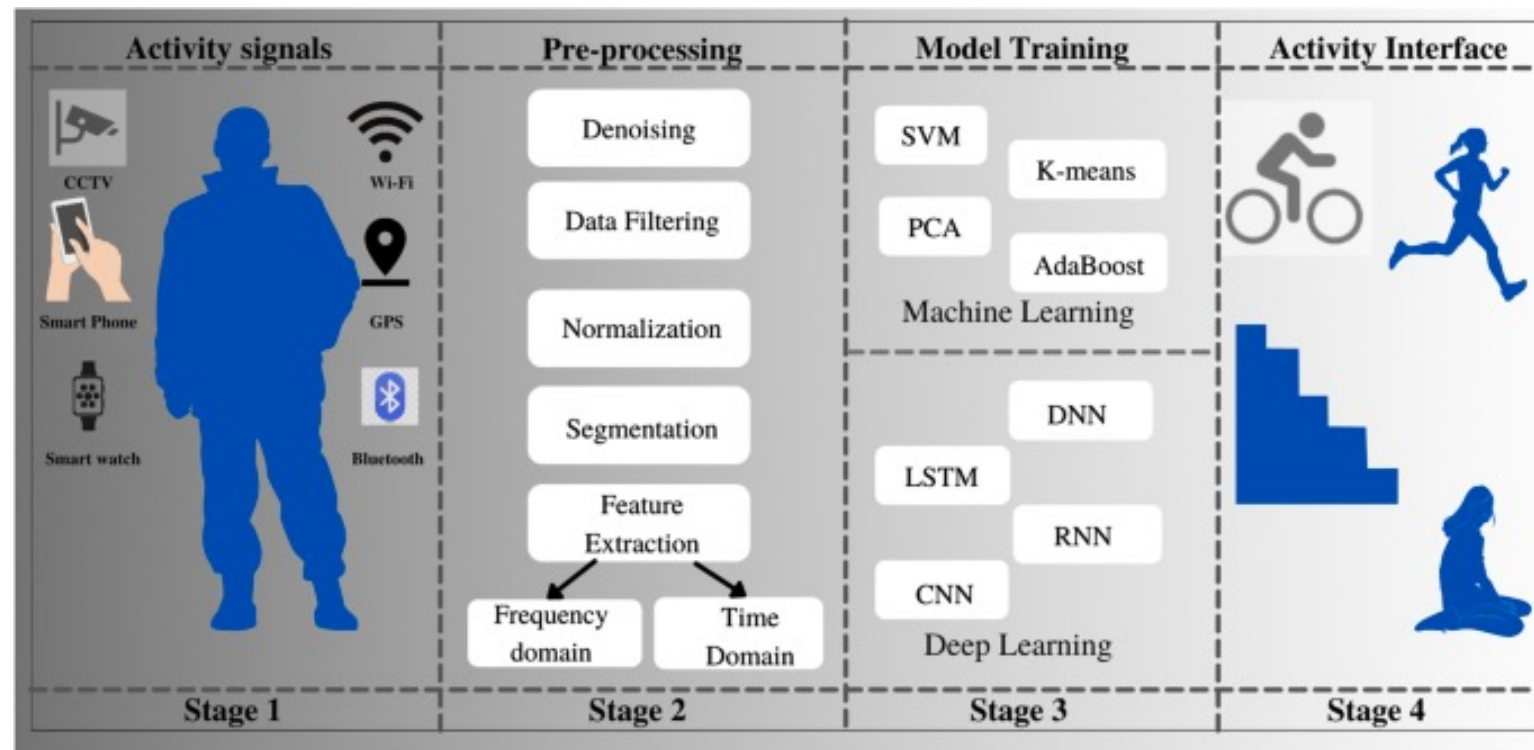 Activity signals
Pre-processing
Model Training
Activity Interface
CCTV
Wi-Fi
Smart Phone
GPS
Smart watch
Bluetooth
Denoising
Data Filtering
Normalization
Segmentation
Feature
Extraction
Frequency
domain
Time
Domain
SVM
K-means
PCA
AdaBoost
Machine Learning
DNN
LSTM
RNN
CNN
Deep Learning
Stage 1
Stage 2
Stage 3
Stage 4